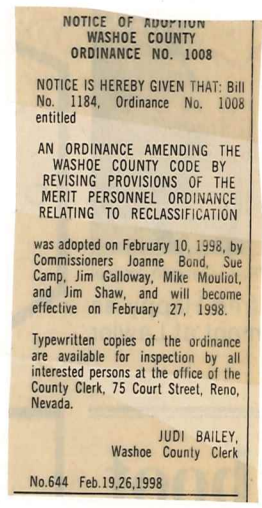 NOTICE OF ADOPTION
WASHOE COUNTY
ORDINANCE NO. 1008
NOTICE IS HEREBY GIVEN THAT: Bill
No. 1184, Ordinance No. 1008
entitled
AN ORDINANCE AMENDING THE
WASHOE COUNTY CODE BY
REVISING PROVISIONS OF THE
MERIT PERSONNEL ORDINANCE
RELATING TO RECLASSIFICATION
was adopted on February 10, 1998, by
Commissioners Joanne Bond, Sue
Camp, Jim Galloway, Mike Mouliot,
and Jim Shaw, and will become
effective on February 27, 1998.
Typewritten copies of the ordinance
are available for inspection by all
interested persons at the office of the
County Clerk, 75 Court Street, Reno,
Nevada.
JUDI BAILEY,
Washoe County Clerk
No.644 Feb.19,26,1998